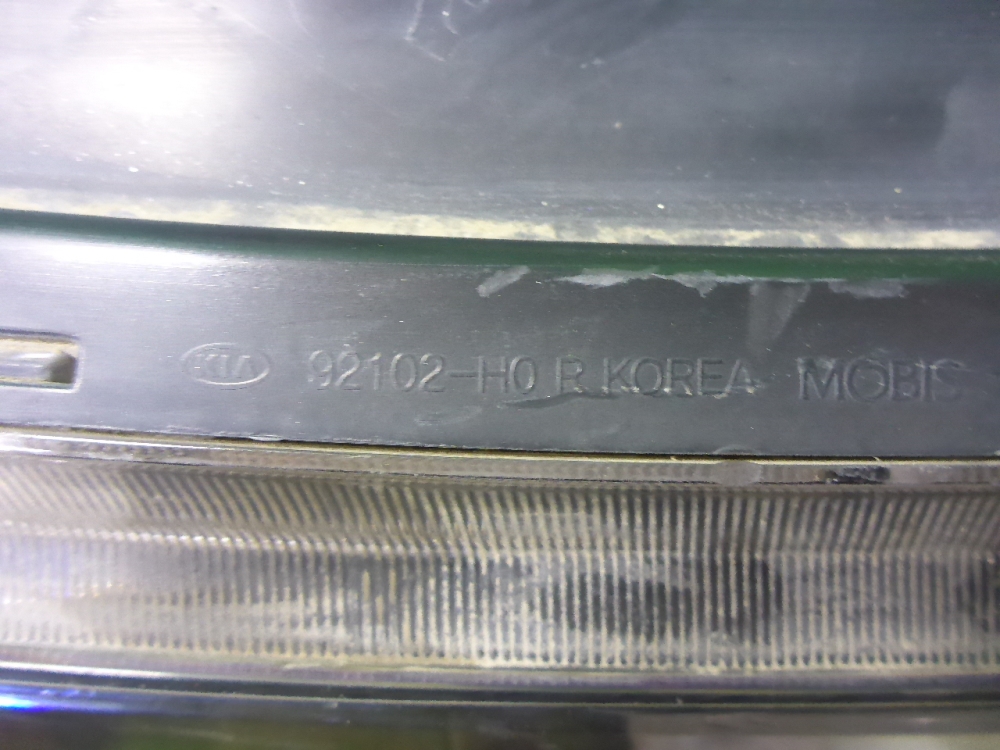 KIA 92102-H0 R KOREA MOBIS